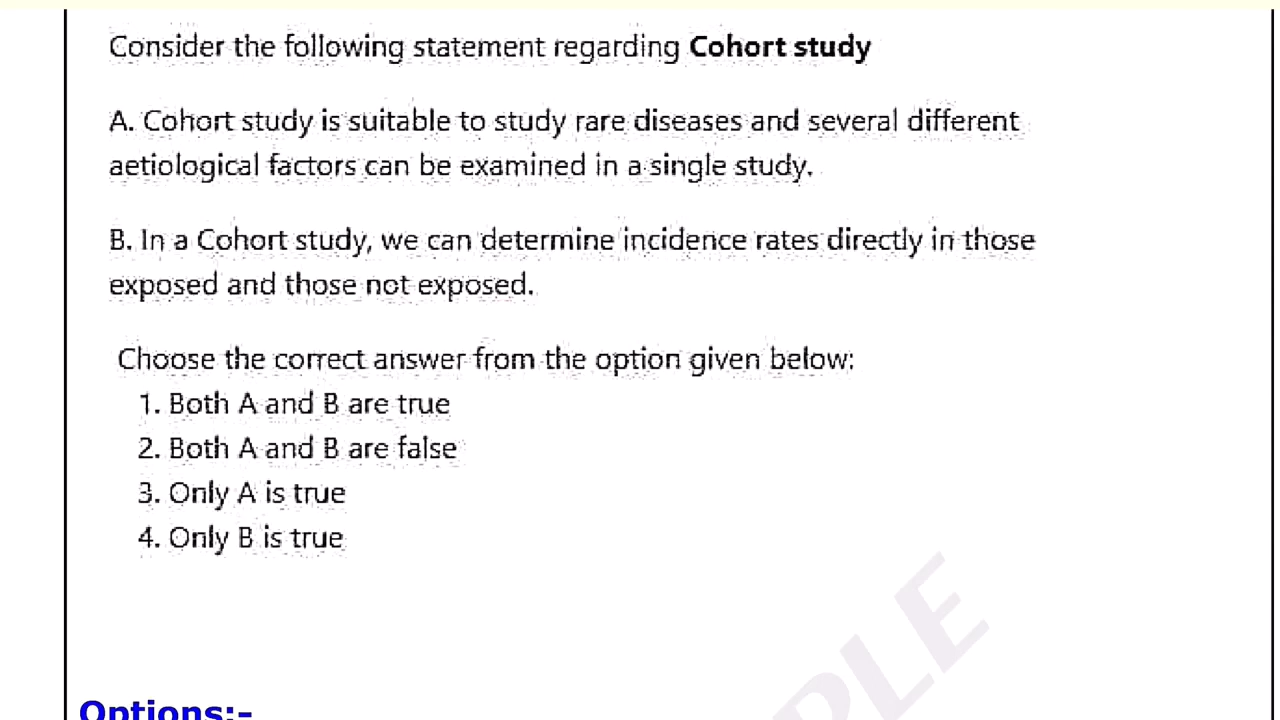 Consider the following statement regarding Cohort study
A. Cohort study is suitable to study rare diseases and several different
aetiological factors can be examined in a single study.
B. In a Cohort study, we can determine incidence rates directly in those
exposed and those not exposed.
Choose the correct answer from the option given below:
1. Both A and B are true
2. Both A and B are false
3. Only A is true
4. Only B is true
PLE
Options:-